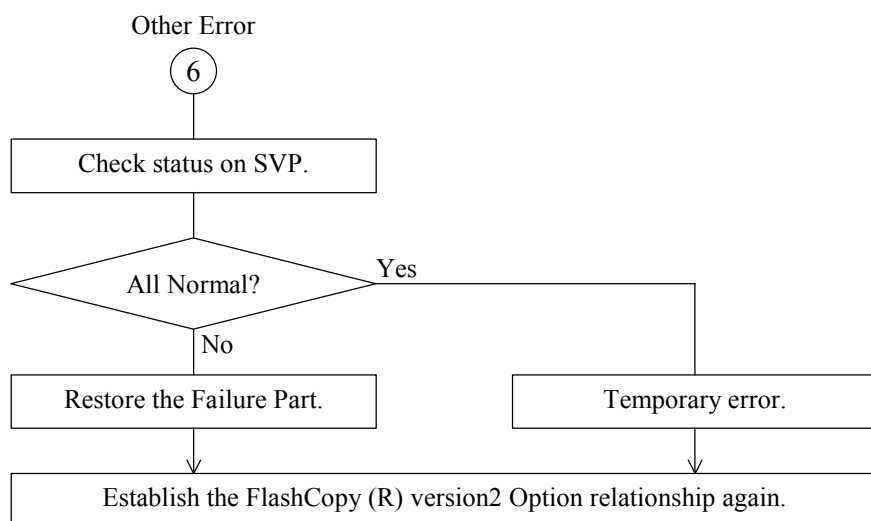 Other Error
6
Check status on SVP.
All Normal?
Yes
No
Restore the Failure Part.
Temporary error.
Establish the FlashCopy (R) version2 Option relationship again.